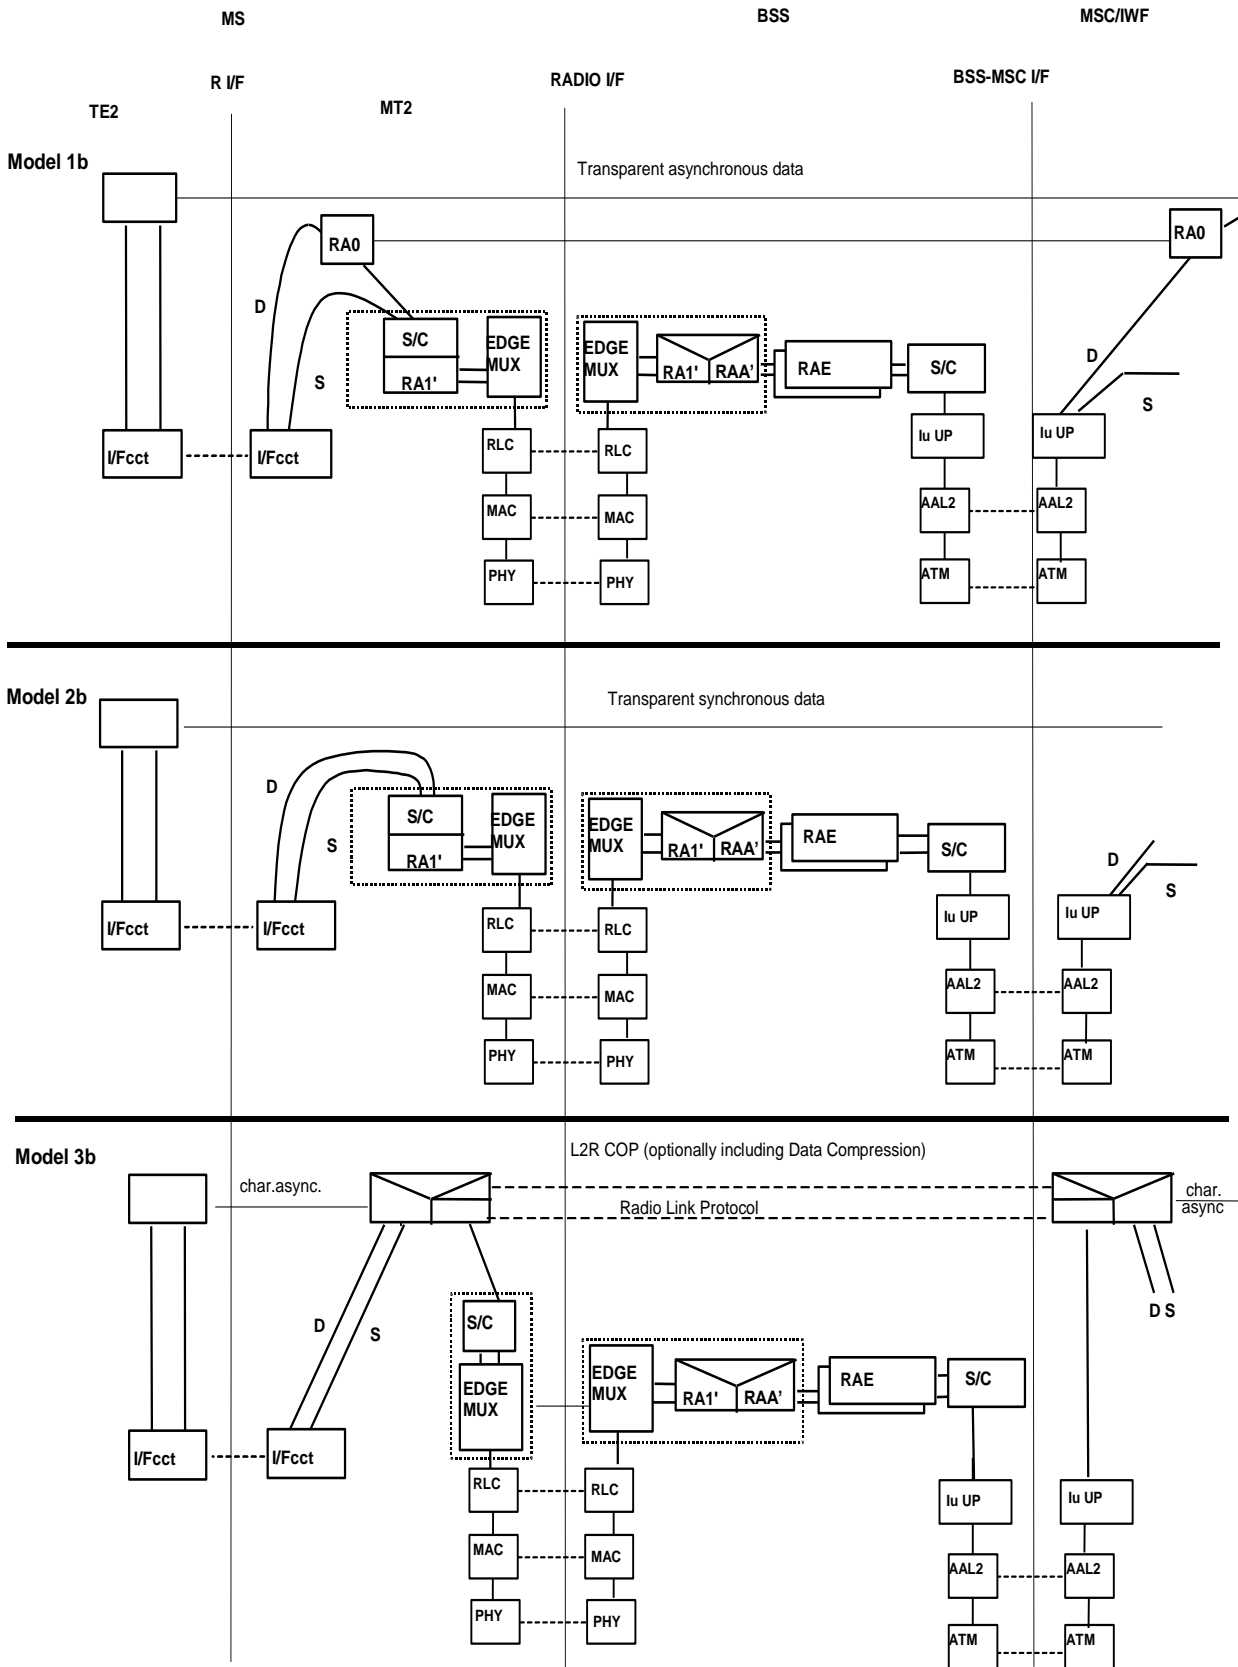 MS BSS MSC/IWF
R I/F RADIO I/F BSS-MSC I/F
TE2 MT2
Model 1b
Transparent asynchronous data
RA0 RA0
D
S/C EDGE MUX EDGE MUX RA1' RAA' RAE S/C D
RA1'
S S
I/Fcct I/Fcct RLC RLC Iu UP Iu UP
MAC MAC AAL2 AAL2
PHY PHY ATM ATM
Model 2b
Transparent synchronous data
D
S/C EDGE MUX EDGE MUX RA1' RAA' RAE S/C
S RA1' D
S
I/Fcct I/Fcct RLC RLC Iu UP Iu UP
MAC MAC AAL2 AAL2
PHY PHY ATM ATM
Model 3b
L2R COP (optionally including Data Compression)
char.async. char. async
Radio Link Protocol
D S D S
S/C
EDGE MUX EDGE MUX RA1' RAA' RAE S/C
I/Fcct I/Fcct RLC RLC Iu UP Iu UP
MAC MAC AAL2 AAL2
PHY PHY ATM ATM